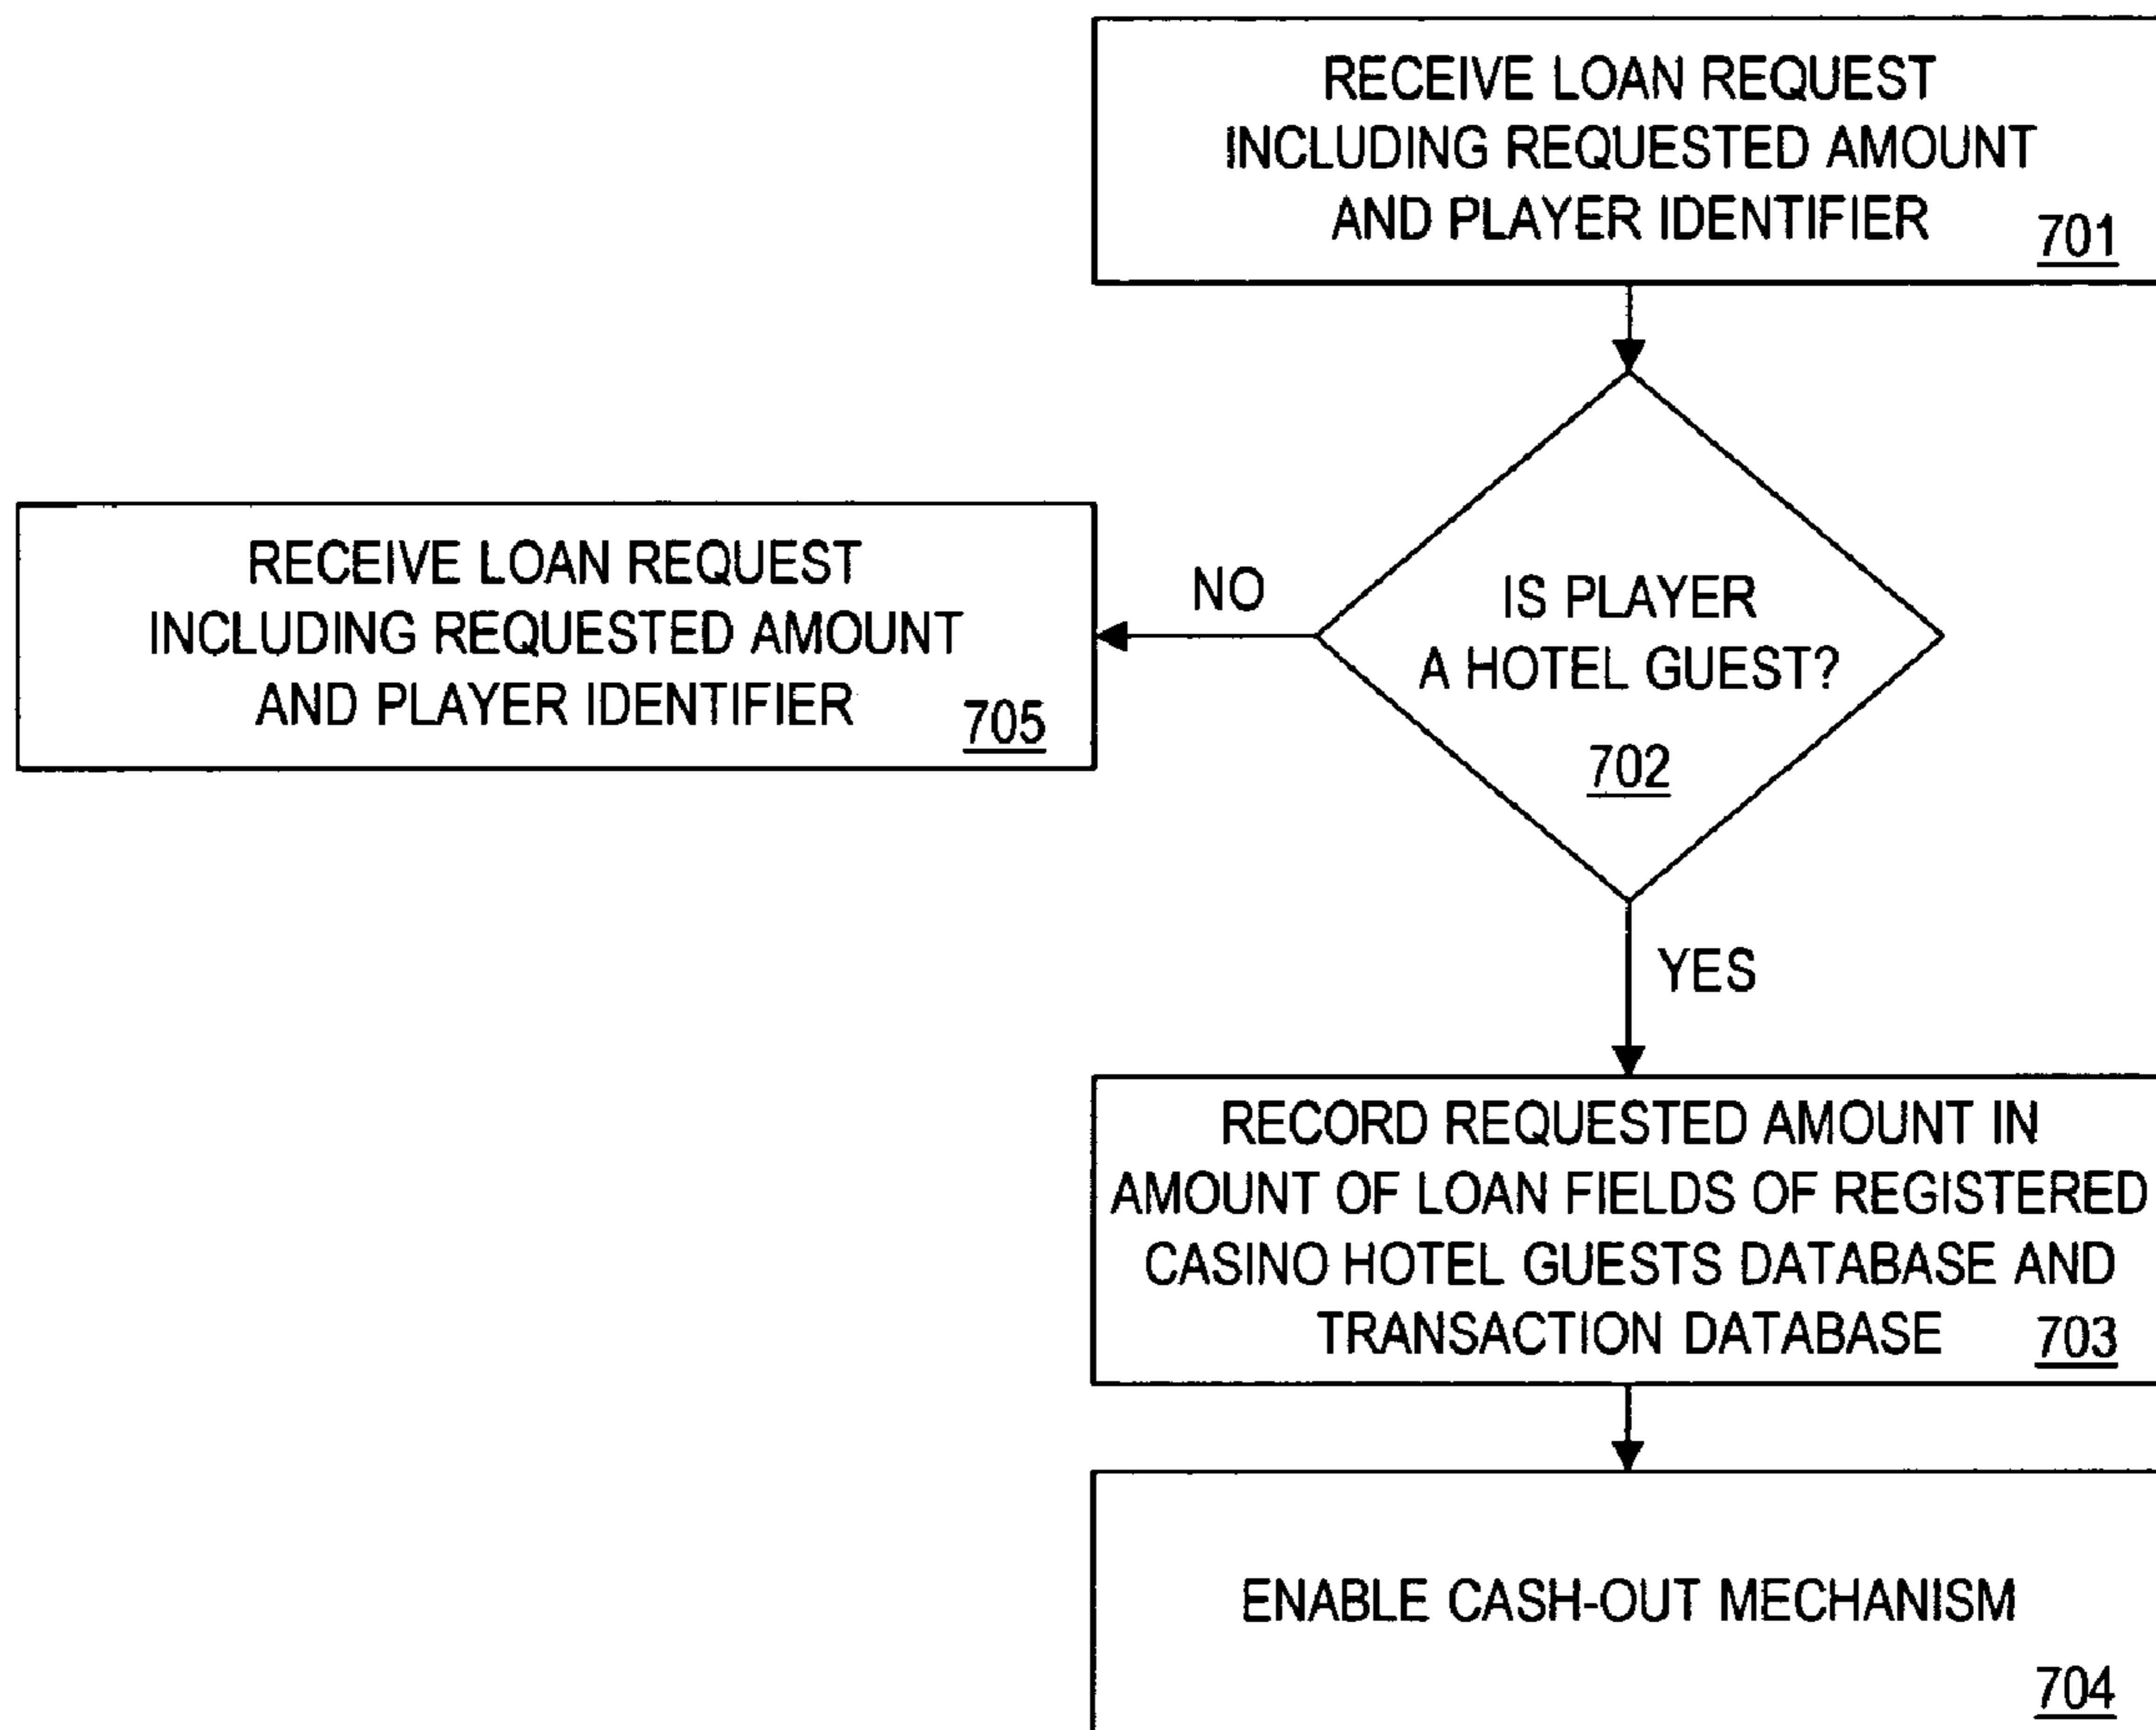 RECEIVE LOAN REQUEST
INCLUDING REQUESTED AMOUNT
AND PLAYER IDENTIFIER
701
IS PLAYER
A HOTEL GUEST?
702
NO
RECEIVE LOAN REQUEST
INCLUDING REQUESTED AMOUNT
AND PLAYER IDENTIFIER
705
YES
RECORD REQUESTED AMOUNT IN
AMOUNT OF LOAN FIELDS OF REGISTERED
CASINO HOTEL GUESTS DATABASE AND
TRANSACTION DATABASE
703
ENABLE CASH-OUT MECHANISM
704